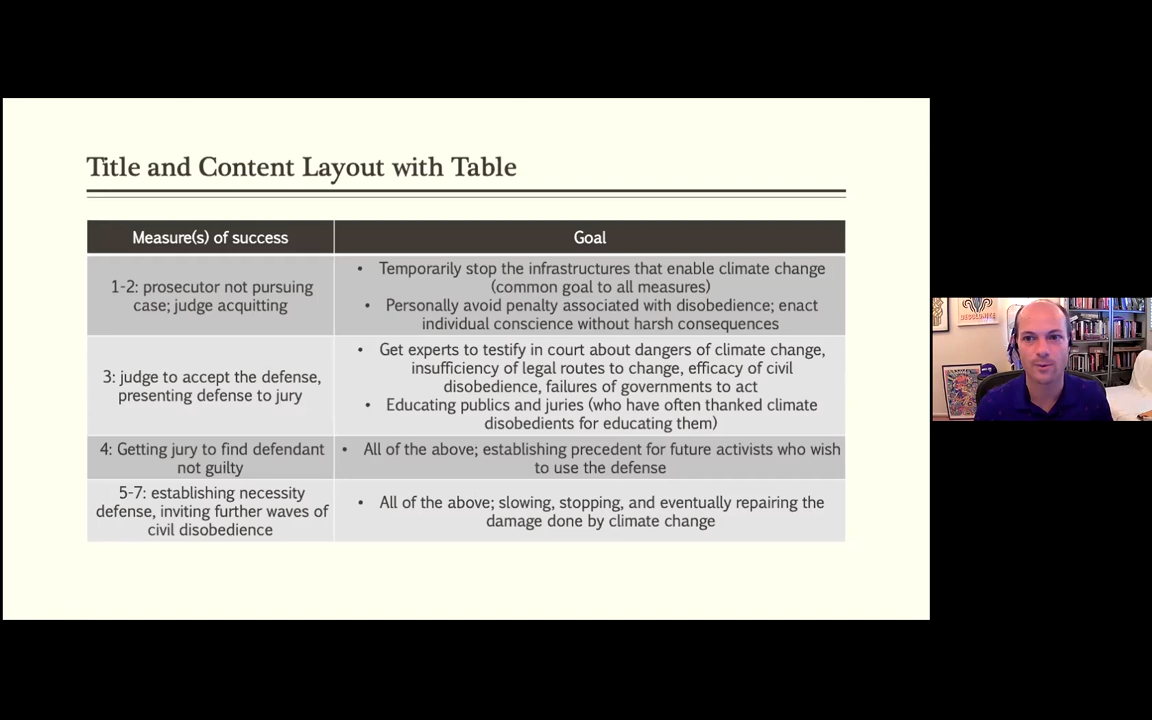 Title and Content Layout with Table
Measure(s) of success
Goal
1-2: prosecutor not pursuing
case; judge acquitting
• Temporarily stop the infrastructures that enable climate change
(common goal to all measures)
• Personally avoid penalty associated with disobedience; enact
individual conscience without harsh consequences
3: judge to accept the defense,
presenting defense to jury
• Get experts to testify in court about dangers of climate change,
insufficiency of legal routes to change, efficacy of civil
disobedience, failures of governments to act
• Educating publics and juries (who have often thanked climate
disobedients for educating them)
4: Getting jury to find defendant
not guilty
• All of the above; establishing precedent for future activists who wish
to use the defense
5-7: establishing necessity
defense, inviting further waves of
civil disobedience
• All of the above; slowing, stopping, and eventually repairing the
damage done by climate change